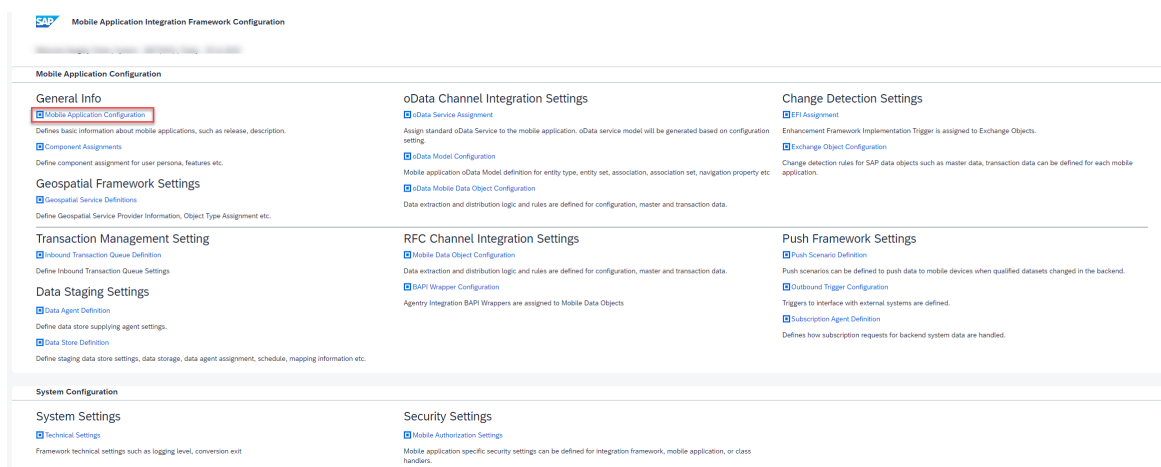 SAP
Mobile Application Integration Framework Configuration
Mobile Application Configuration
General Info
Mobile Application Configuration
Defines basic information about mobile applications, such as release, description.
Component Assignments
Define component assignment for user persona, features etc.
Geospatial Framework Settings
Geospatial Service Definitions
Define Geospatial Service Provider Information, Object Type Assignment etc.
oData Channel Integration Settings
oData Service Assignment
Assign standard oData Service to the mobile application. oData service model will be generated based on configuration
setting.
oData Model Configuration
Mobile application oData Model definition for entity type, entity set, association, association set, navigation property etc
oData Mobile Data Object Configuration
Data extraction and distribution logic and rules are defined for configuration, master and transaction data.
Change Detection Settings
EFI Assignment
Enhancement Framework Implementation Trigger is assigned to Exchange Objects.
Exchange Object Configuration
Change detection rules for SAP data objects such as master data, transaction data can be defined for each mobile
application.
Transaction Management Setting
Inbound Transaction Queue Definition
Define Inbound Transaction Queue Settings
Data Staging Settings
Data Agent Definition
Define data store supplying agent settings.
Data Store Definition
Define staging data store settings, data storage, data agent assignment, schedule, mapping information etc.
RFC Channel Integration Settings
Mobile Data Object Configuration
Data extraction and distribution logic and rules are defined for configuration, master and transaction data.
BAPI Wrapper Configuration
Agentry Integration BAPI Wrappers are assigned to Mobile Data Objects
Push Framework Settings
Push Scenario Definition
Push scenarios can be defined to push data to mobile devices when qualified datasets changed in the backend.
Outbound Trigger Configuration
Triggers to interface with external systems are defined.
Subscription Agent Definition
Defines how subscription requests for backend system data are handled.
System Configuration
System Settings
Technical Settings
Framework technical settings such as logging level, conversion exit
Security Settings
Mobile Authorization Settings
Mobile application specific security settings can be defined for integration framework, mobile application, or class
handlers.